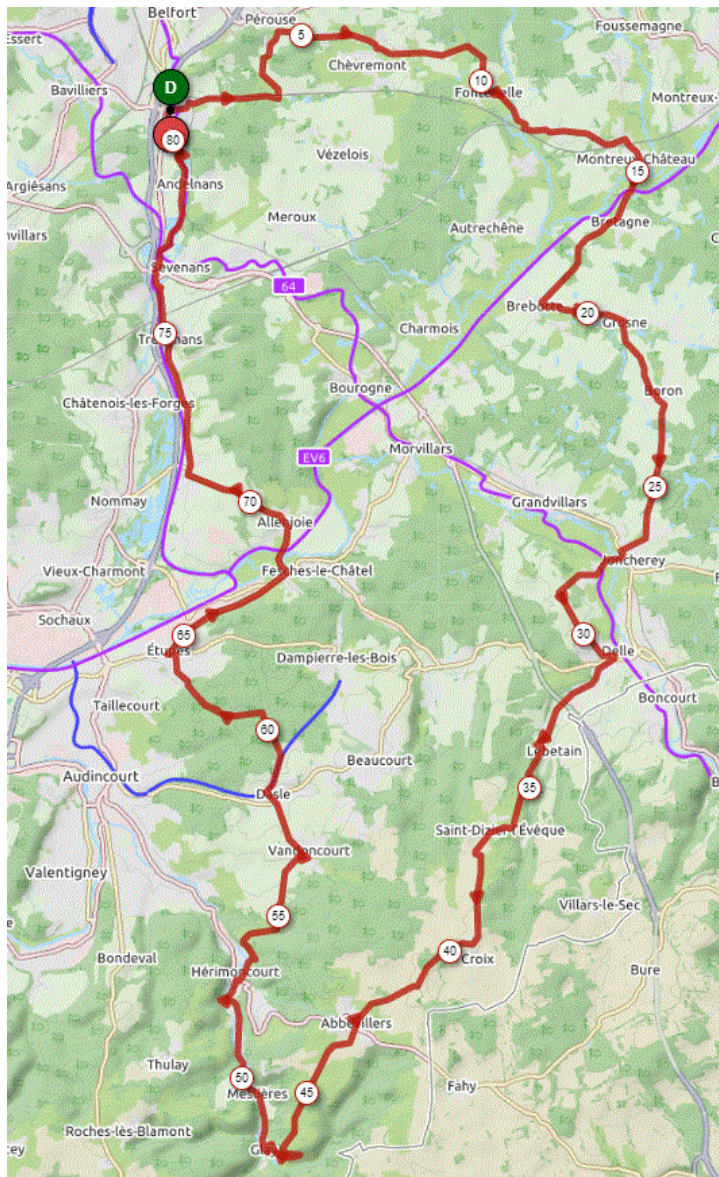 Belfort
Pérouse
Foussemagne
Essert
5
Chèvremont
D
Bavilliers
10
Fontenelle
Montreux-
80
Vézelois
Montreux-Château
15
Andelnans
Argiésans
Meroux
Bretagne
Autrechêne
nvillars
Sevenans
64
Brebotte
20
Grosne
75
Charmois
Bourogne
Boron
Châtenois-les-Forges
Morvillars
EV6
25
Nommay
70
Grandvillars
Allenjoie
Joncherey
Vieux-Charmont
Fesches-le-Châtel
Sochaux
65
30
Étupes
Dampierre-les-Bois
Delle
Taillecourt
Boncourt
60
Lebetain
Beaucourt
Audincourt
B
Dasle
35
Saint-Dizier-l'Évêque
Vandoncourt
Valentigney
Villars-le-Sec
55
40
Bondeval
Croix
Hérimoncourt
Bure
Abbévillers
Thulay
50
Meslières
45
Fahy
Roches-lès-Blamont
Glay
cey